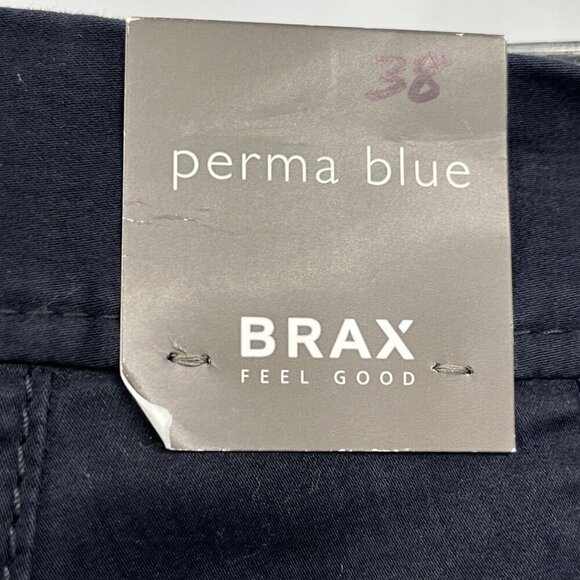 38
perma blue
BRAX
FEEL GOOD